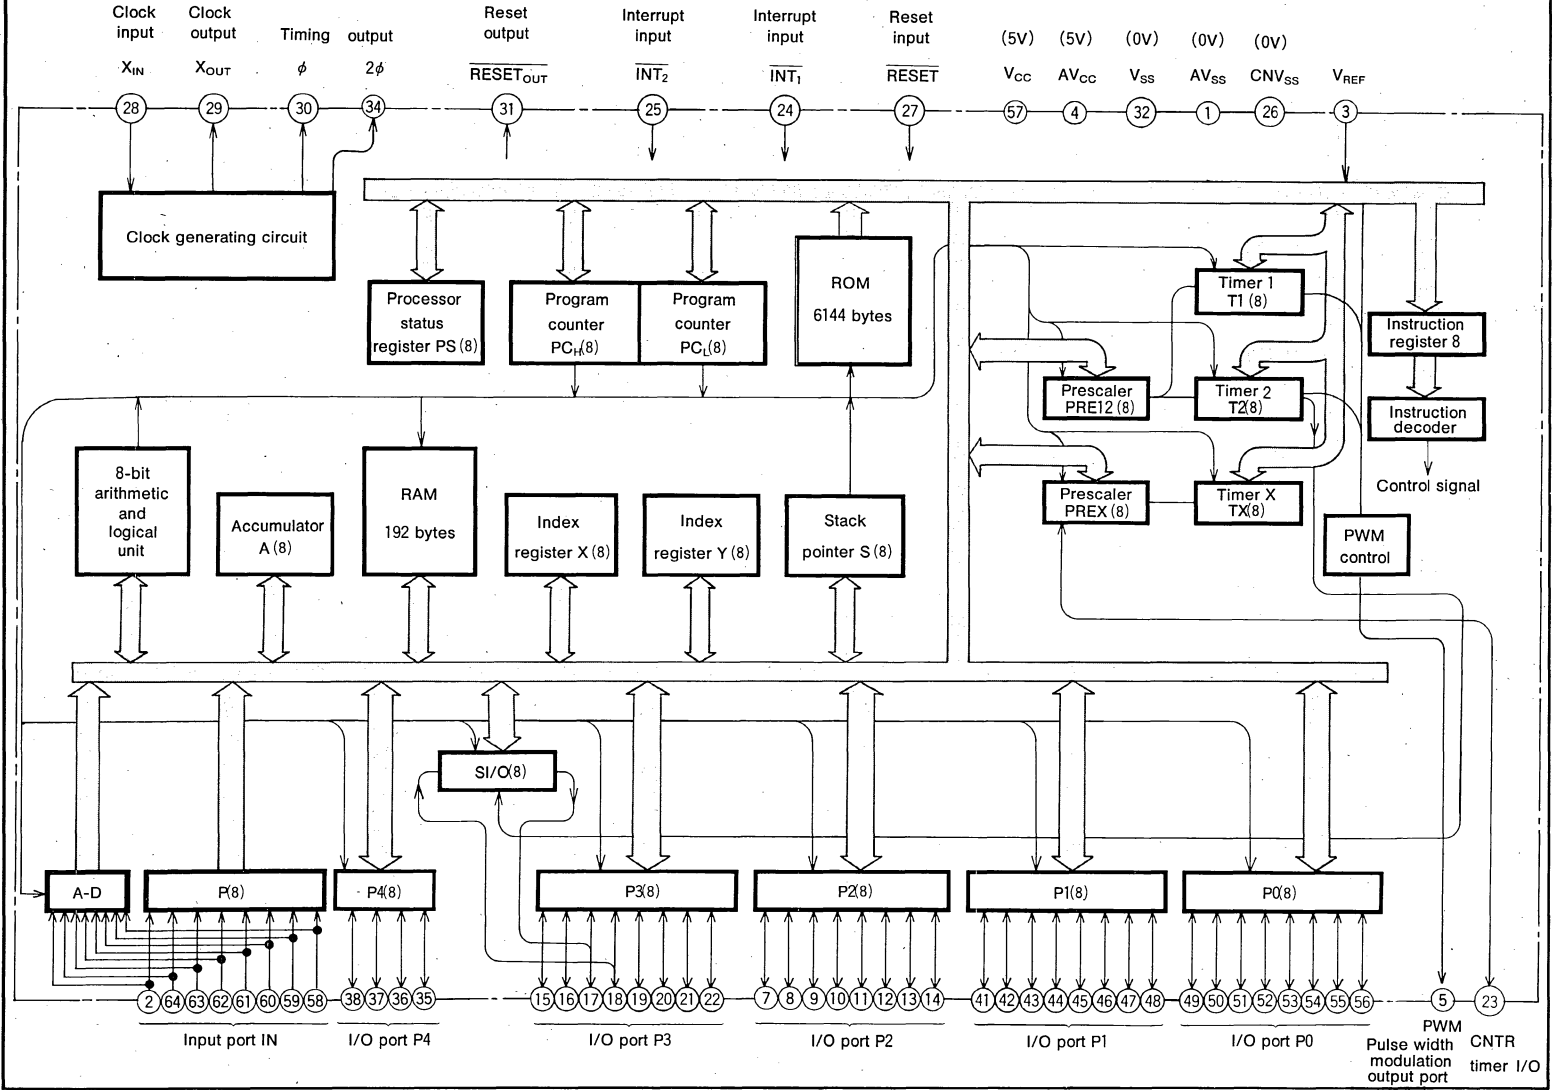 Clock input
Clock output
Timing output
Reset output
Interrupt input
Interrupt input
Reset input
(5V) (5V) (0V) (0V) (0V)
XIN XOUT φ 2φ RESETOUT INT2 INT1 RESET VCC AVCC VSS AVSS CNVSS VREF
28 29 30 34 31 25 24 27 57 4 32 1 26 3
Clock generating circuit
Processor
status
register PS(8)
Program
counter
PCH(8)
Program
counter
PCL(8)
ROM
6144 bytes
Timer 1
T1(8)
Instruction
register 8
Prescaler
PRE12(8)
Timer 2
T2(8)
Instruction
decoder
Control signal
Prescaler
PREX(8)
Timer X
TX(8)
PWM
control
8-bit
arithmetic
and
logical
unit
Accumulator
A(8)
RAM
192 bytes
Index
register X(8)
Index
register Y(8)
Stack
pointer S(8)
SI/O(8)
A-D P(8) P4(8) P3(8) P2(8) P1(8) P0(8)
2 64 63 62 61 60 59 58 38 37 36 35 15 16 17 18 19 20 21 22 7 8 9 10 11 12 13 14 41 42 43 44 45 46 47 48 49 50 51 52 53 54 55 56 5 23
Input port IN
I/O port P4
I/O port P3
I/O port P2
I/O port P1
I/O port P0
PWM
Pulse width
modulation
output port
CNTR
timer I/O